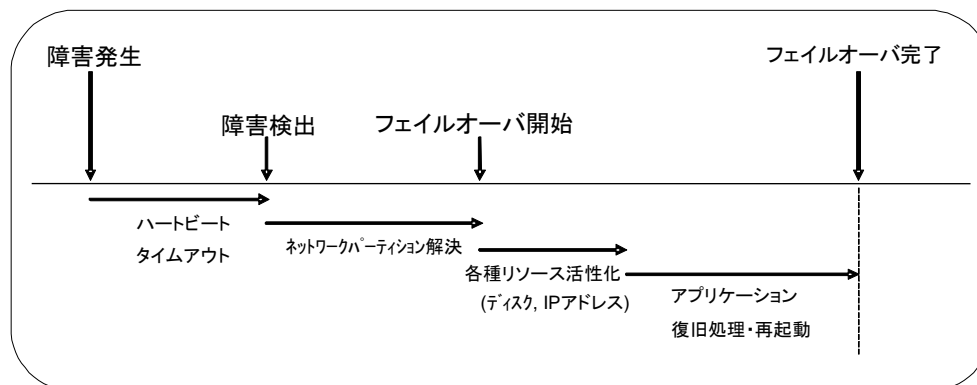 障害発生
フェイルオーバ完了
障害検出
フェイルオーバ開始
ハートビート
タイムアウト
ネットワークパーティション解決
各種リソース活性化
(ディスク, IPアドレス)
アプリケーション
復旧処理・再起動